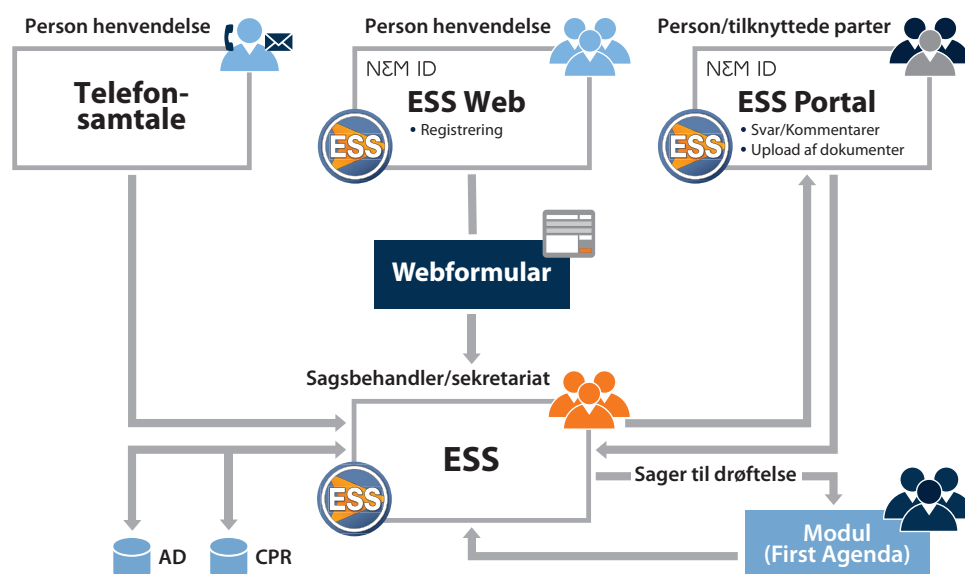 Person henvendelse
Telefon-
samtale
Person henvendelse
NEM ID
ESS Web
• Registrering
ESS
Person/tilknyttede parter
NEM ID
ESS Portal
• Svar/Kommentarer
• Upload af dokumenter
ESS
Webformular
Sagsbehandler/sekretariat
ESS
ESS
Sager til drøftelse
Modul
(First Agenda)
AD
CPR